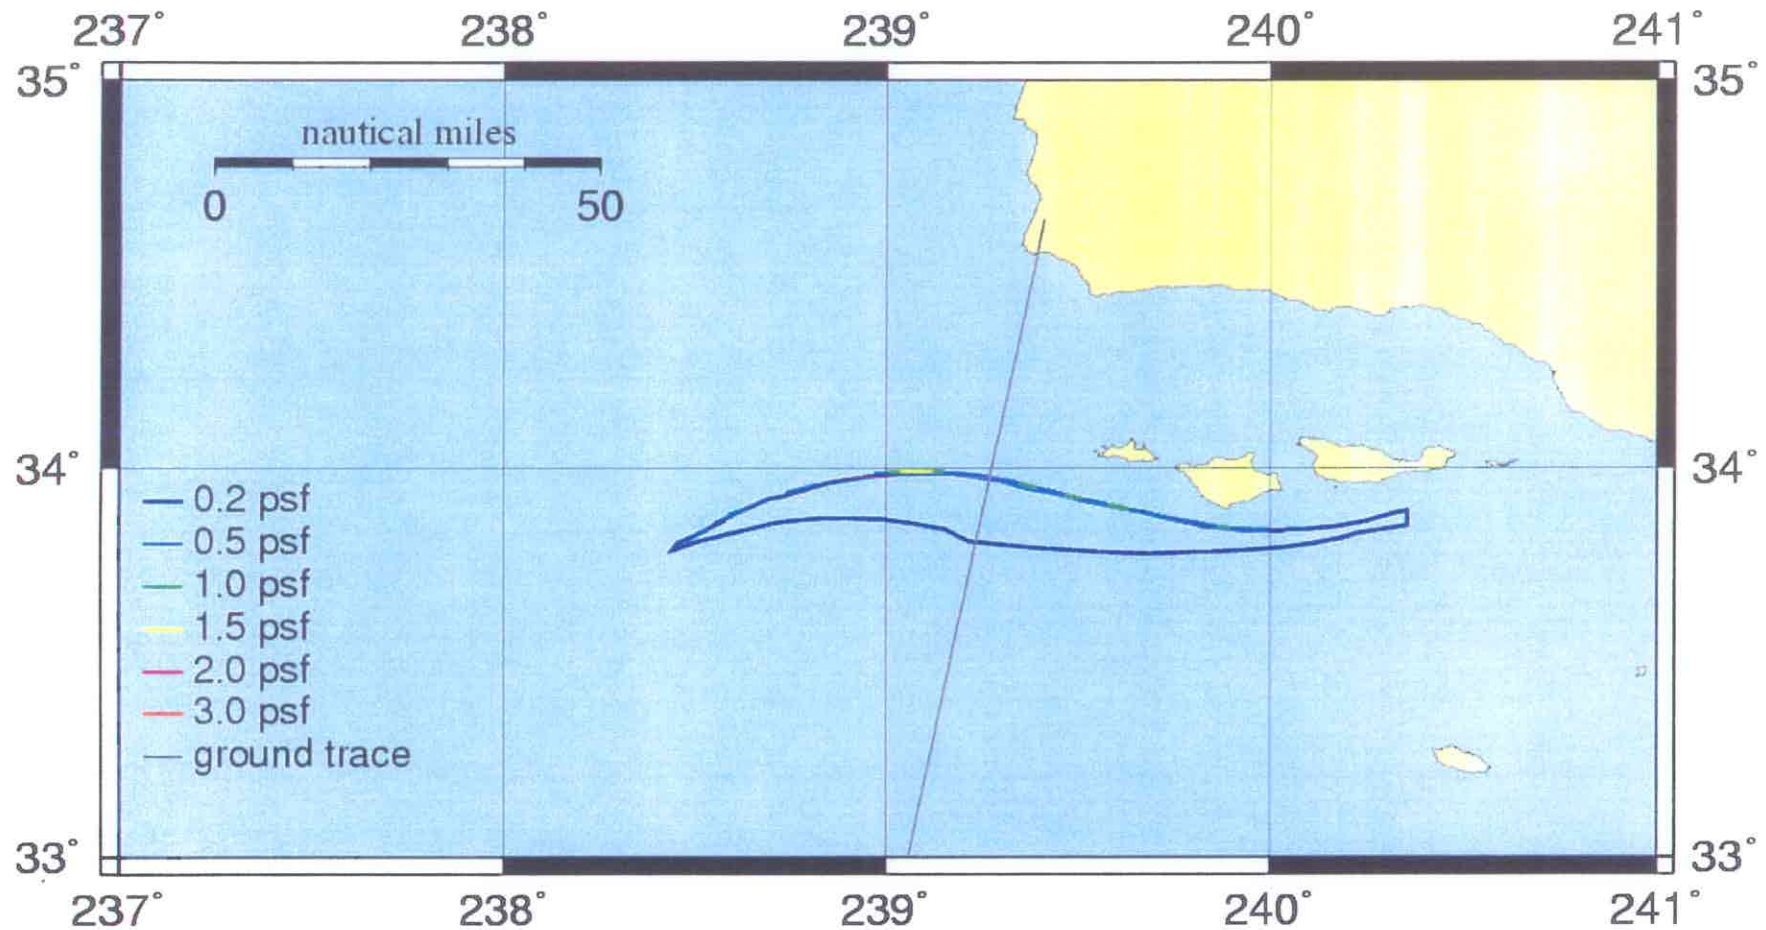 237° 238° 239° 240° 241°
35° 35°
nautical miles
0 50
34° 34°
0.2 psf
0.5 psf
1.0 psf
1.5 psf
2.0 psf
3.0 psf
ground trace
33° 33°
237° 238° 239° 240° 241°